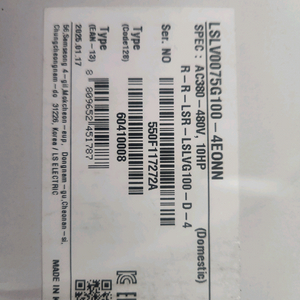 LSLV0075G100-4EONN
SPEC : AC380-480V, 10HP
(Domestic)
R-R-LSR-LSLVG100-D-4
Ser. NO
550F117272A
Type
(Code128)
60410008
Type
(EAN-13)
8 809652 451787
2025.01.17
56,Samseong 4-gil,Mokcheon-eup, Dongnam-gu,Cheonan-si,
Chungcheongnam-do 31226, Korea / LS ELECTRIC
MADE IN K